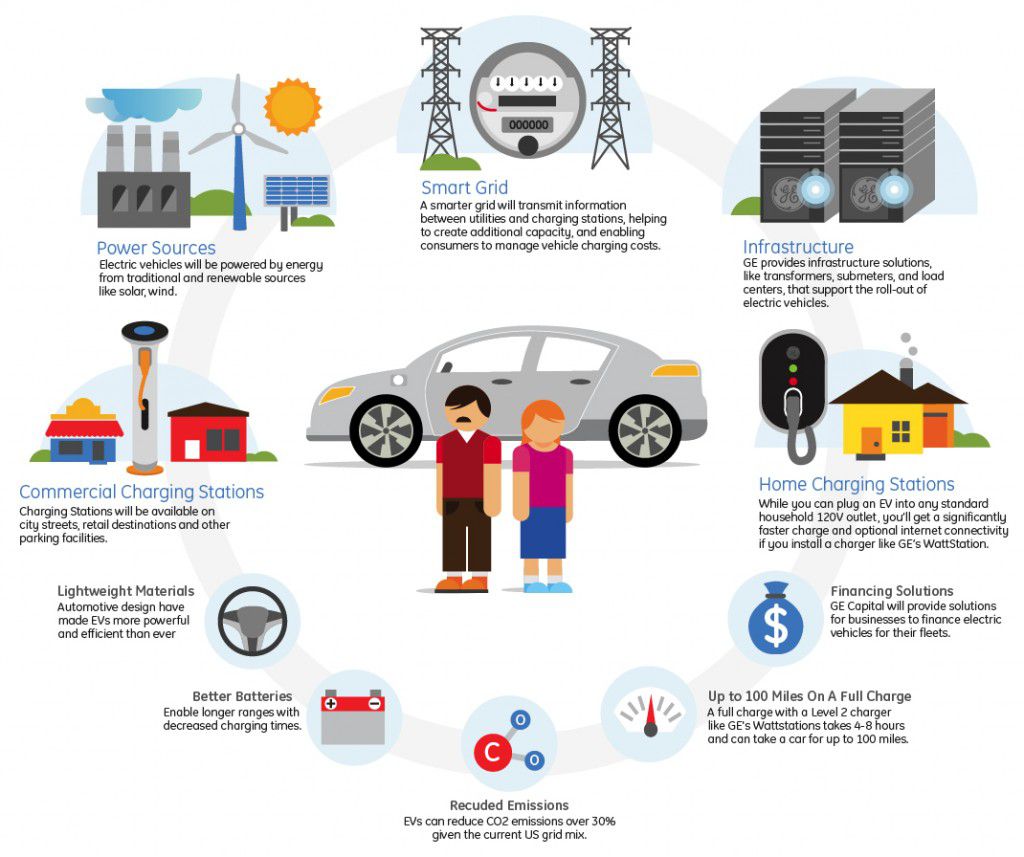 000000
Smart Grid
A smarter grid will transmit information
between utilities and charging stations, helping
to create additional capacity, and enabling
consumers to manage vehicle charging costs.
Power Sources
Electric vehicles will be powered by energy
from traditional and renewable sources
like solar, wind.
GE
GE
Infrastructure
GE provides infrastructure solutions,
like transformers, submeters, and load
centers, that support the roll-out of
electric vehicles.
Commercial Charging Stations
Charging Stations will be available on
city streets, retail destinations and other
parking facilities.
Home Charging Stations
While you can plug an EV into any standard
household 120V outlet, you'll get a significantly
faster charge and optional internet connectivity
if you install a charger like GE's WattStation.
Lightweight Materials
Automotive design have
made EVs more powerful
and efficient than ever
$
Financing Solutions
GE Capital will provide solutions
for businesses to finance electric
vehicles for their fleets.
Better Batteries
Enable longer ranges with
decreased charging times.
+ -
C O O
Up to 100 Miles On A Full Charge
A full charge with a Level 2 charger
like GE's Wattstations takes 4-8 hours
and can take a car for up to 100 miles.
Recuded Emissions
EVs can reduce CO2 emissions over 30%
given the current US grid mix.